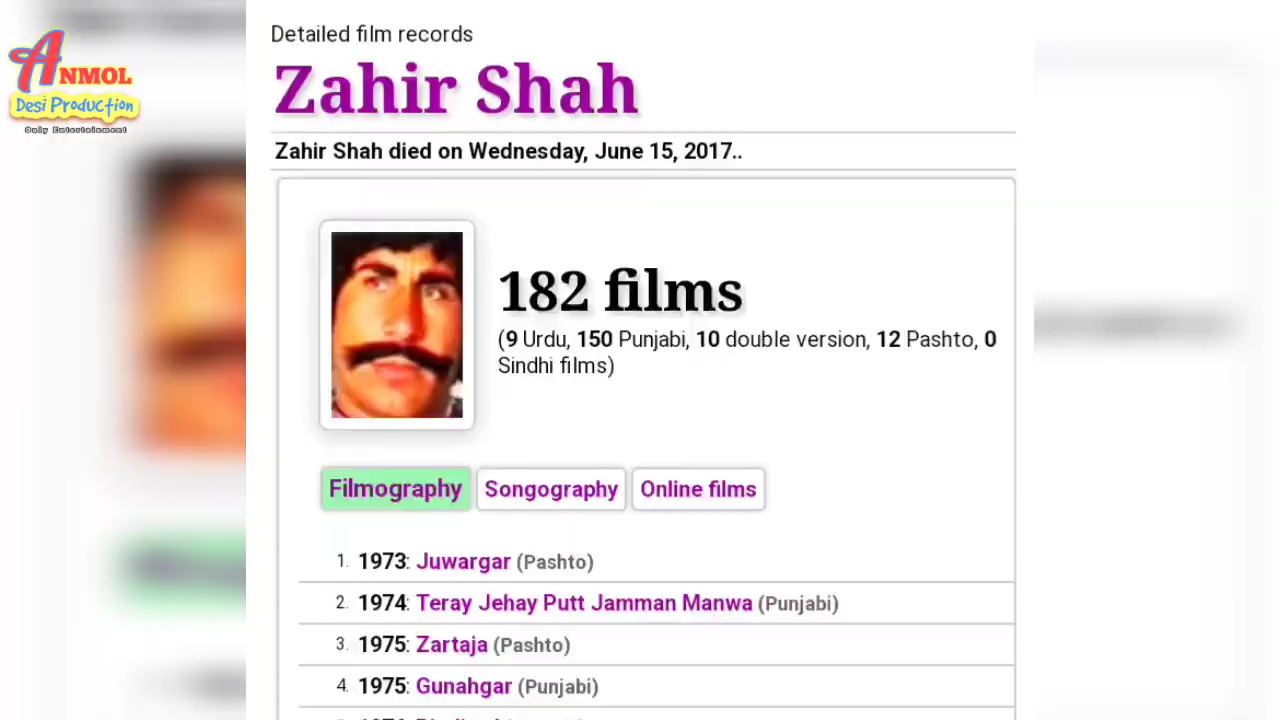 ANMOL
Desi Production
Only Entertainment
Detailed film records
Zahir Shah
Zahir Shah died on Wednesday, June 15, 2017..
182 films
(9 Urdu, 150 Punjabi, 10 double version, 12 Pashto, 0
Sindhi films)
Filmography Songography Online films
1. 1973: Juwargar (Pashto)
2. 1974: Teray Jehay Putt Jamman Manwa (Punjabi)
3. 1975: Zartaja (Pashto)
4. 1975: Gunahgar (Punjabi)